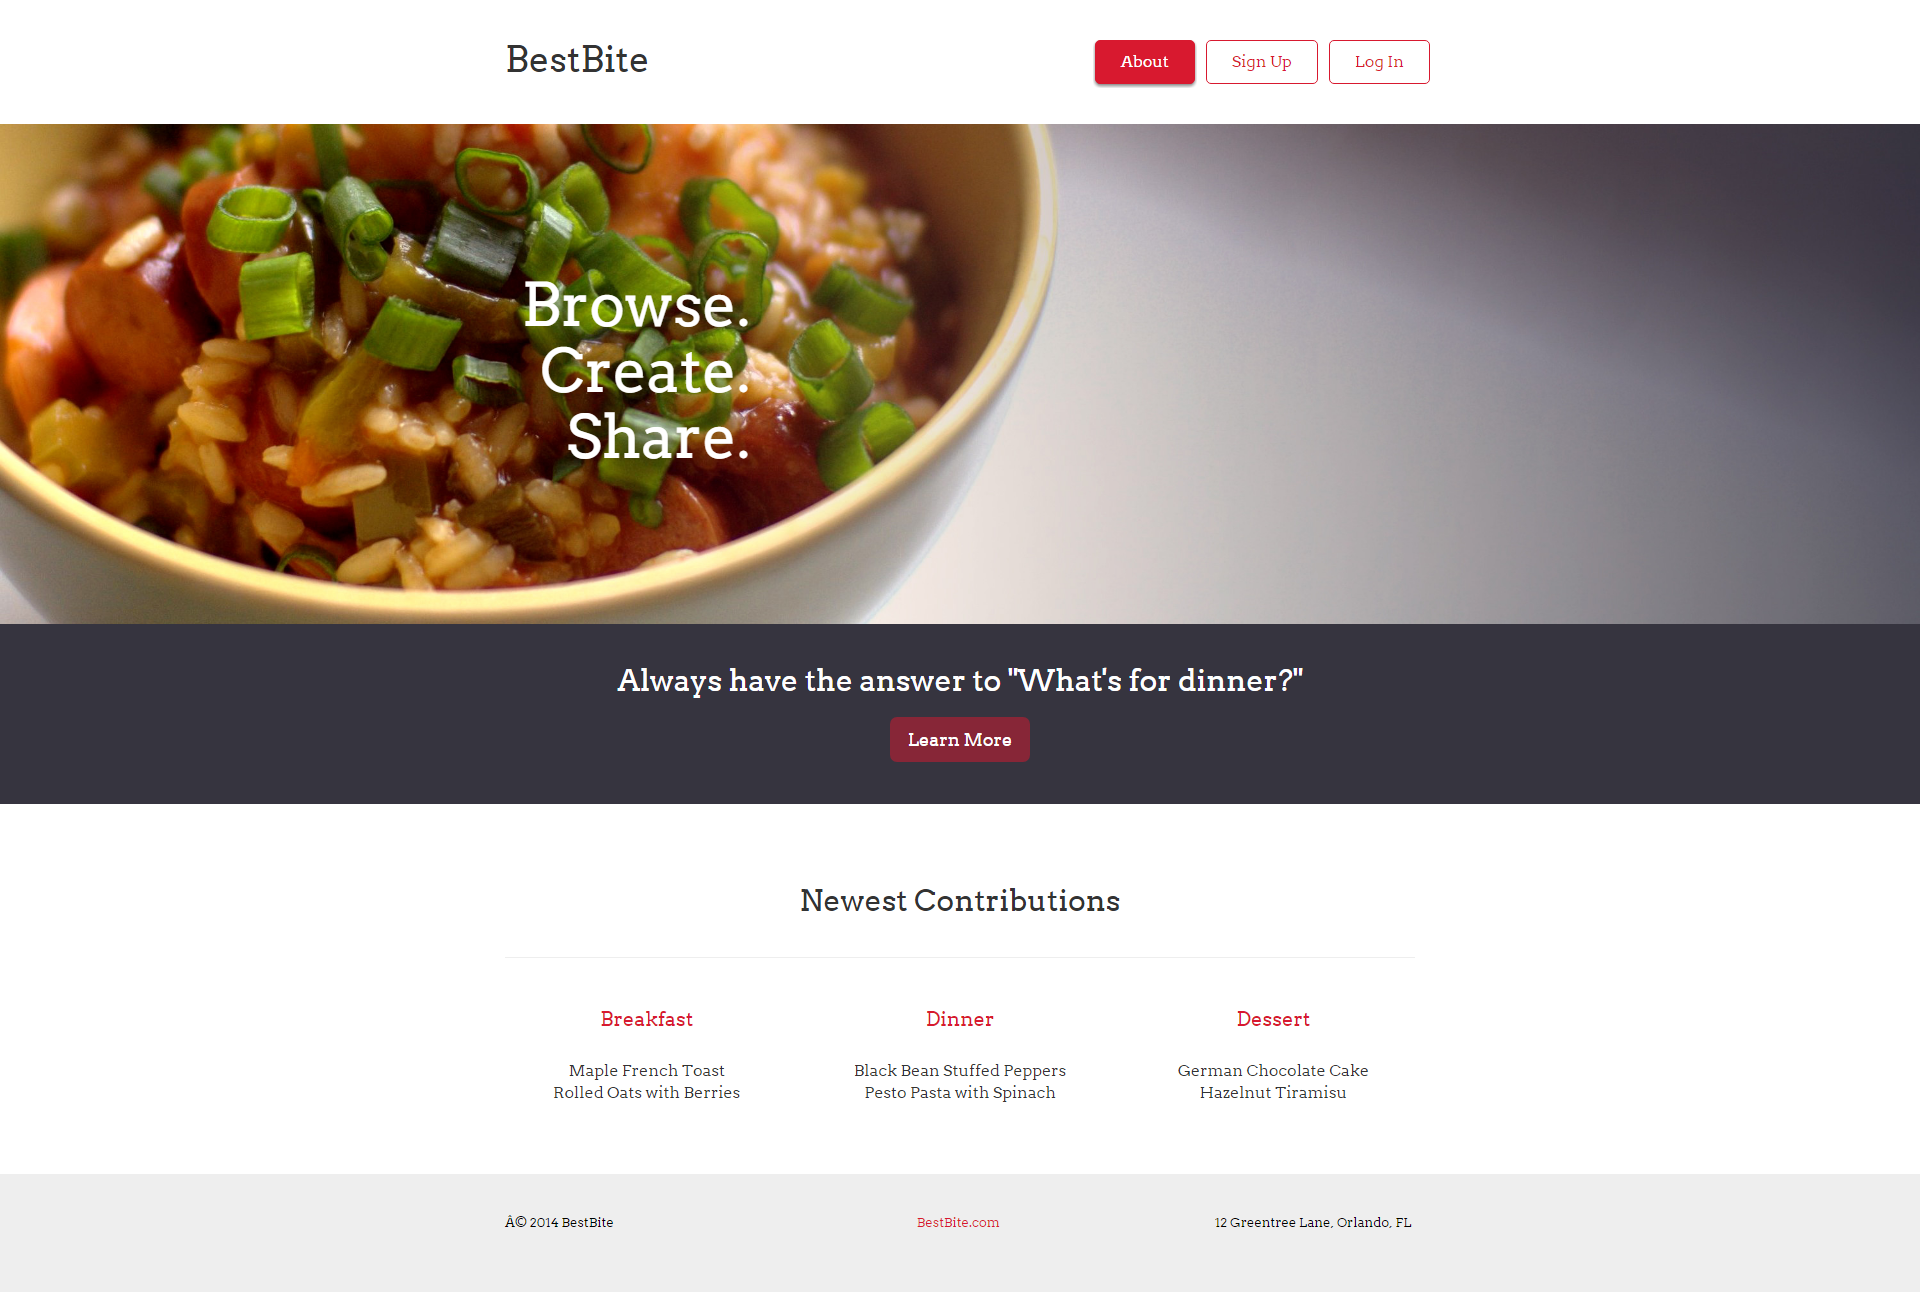 BestBite
About
Sign Up
Log In
Browse.
Create.
Share.
Always have the answer to "What's for dinner?"
Learn More
Newest Contributions
Breakfast
Maple French Toast
Rolled Oats with Berries
Dinner
Black Bean Stuffed Peppers
Pesto Pasta with Spinach
Dessert
German Chocolate Cake
Hazelnut Tiramisu
Â© 2014 BestBite
BestBite.com
12 Greentree Lane, Orlando, FL